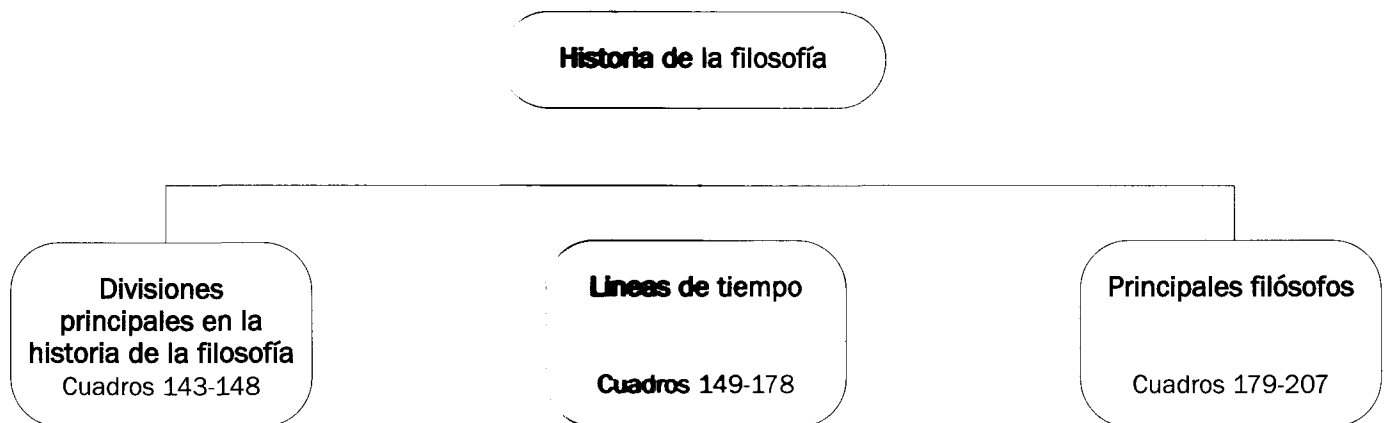 Historia de la filosofía
Divisiones
principales en la
historia de la filosofía
Cuadros 143-148
Lineas de tiempo
Cuadros 149-178
Principales filósofos
Cuadros 179-207